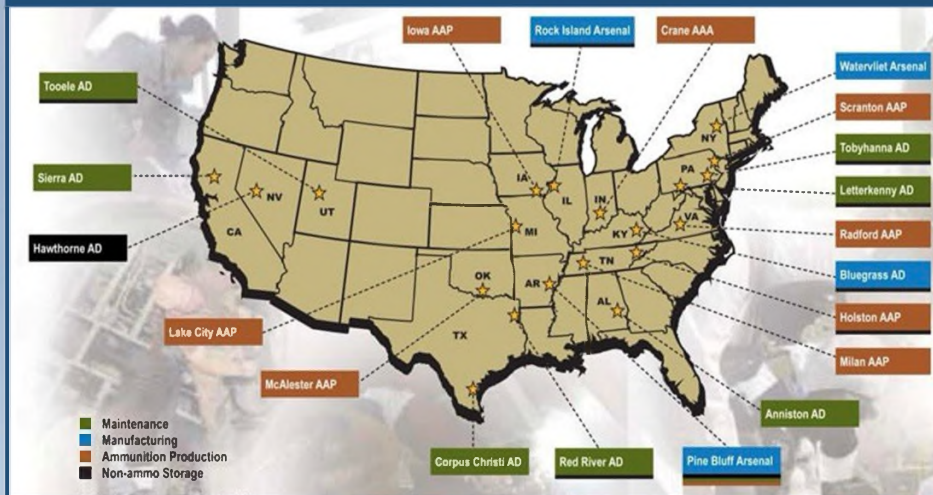 Iowa AAP
Rock Island Arsenal
Crane AAA
Watervliet Arsenal
Tooele AD
Scranton AAP
NY
Tobyhanna AD
PA
Sierra AD
IA
Letterkenny AD
NV
UT
IL
IN
VA
CA
MI
KY
Radford AAP
Hawthorne AD
TN
Bluegrass AD
OK
AR
AL
Holston AAP
Lake City AAP
TX
Milan AAP
McAlester AAP
Anniston AD
Maintenance
Manufacturing
Ammunition Production
Non-ammo Storage
Corpus Christi AD
Red River AD
Pine Bluff Arsenal